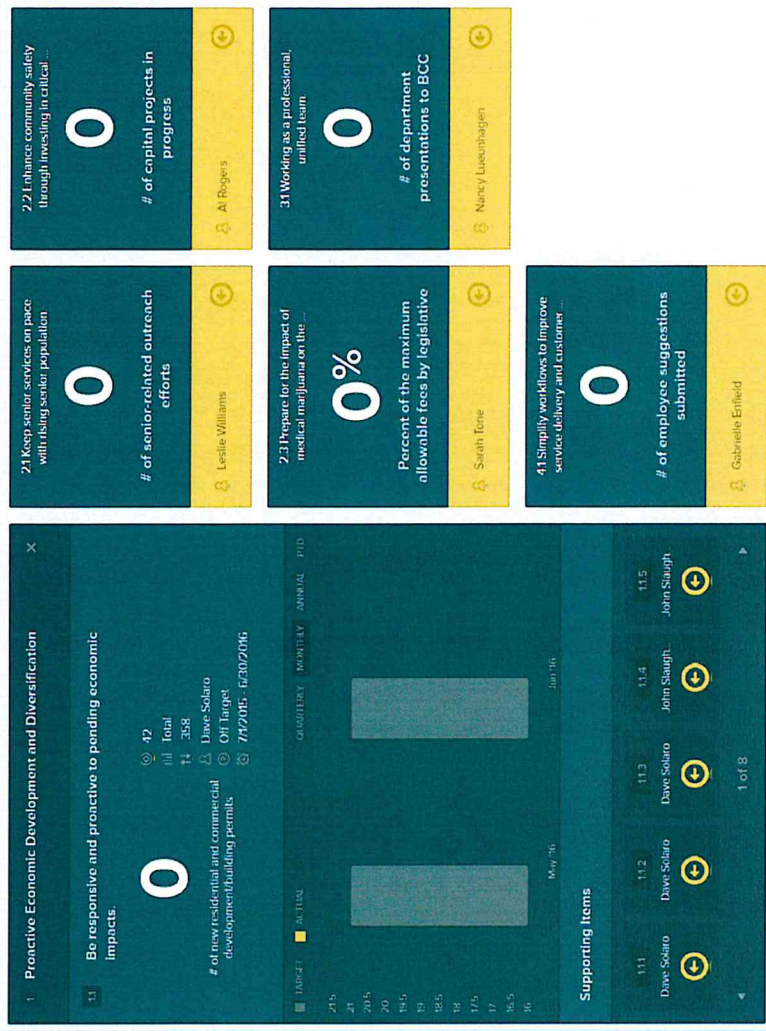 1 Proactive Economic Development and Diversification
1.1 Be responsive and proactive to pending economic
impacts.
0
# of new residential and commercial
development/building permits
42
Total
358
Dave Solaro
Off Target
7/1/2015 - 6/30/2016
TARGET ACTUAL
QUARTERLY MONTHLY ANNUAL PTD
21.5
21
20.5
20
19.5
19
18.5
18
17.5
17
16.5
16
May '16
Jun '16
Supporting Items
1.1.1
Dave Solaro
1.1.2
Dave Solaro
1.1.3
Dave Solaro
1.1.4
John Slaugh...
1.1.5
John Slaugh...
1 of 8
2.1 Keep senior services on pace
with rising senior population
0
# of senior-related outreach
efforts
Leslie Williams
2.2 Enhance community safety
through investing in critical ...
0
# of capital projects in
progress
Al Rogers
2.3 Prepare for the impact of
medical marijuana on the ...
0%
Percent of the maximum
allowable fees by legislative
Sarah Tone
3.1 Working as a professional,
unified team
0
# of department
presentations to BCC
Nancy Lueunhagen
4.1 Simplify workflows to improve
service delivery and customer ...
0
# of employee suggestions
submitted
Gabrielle Enfield